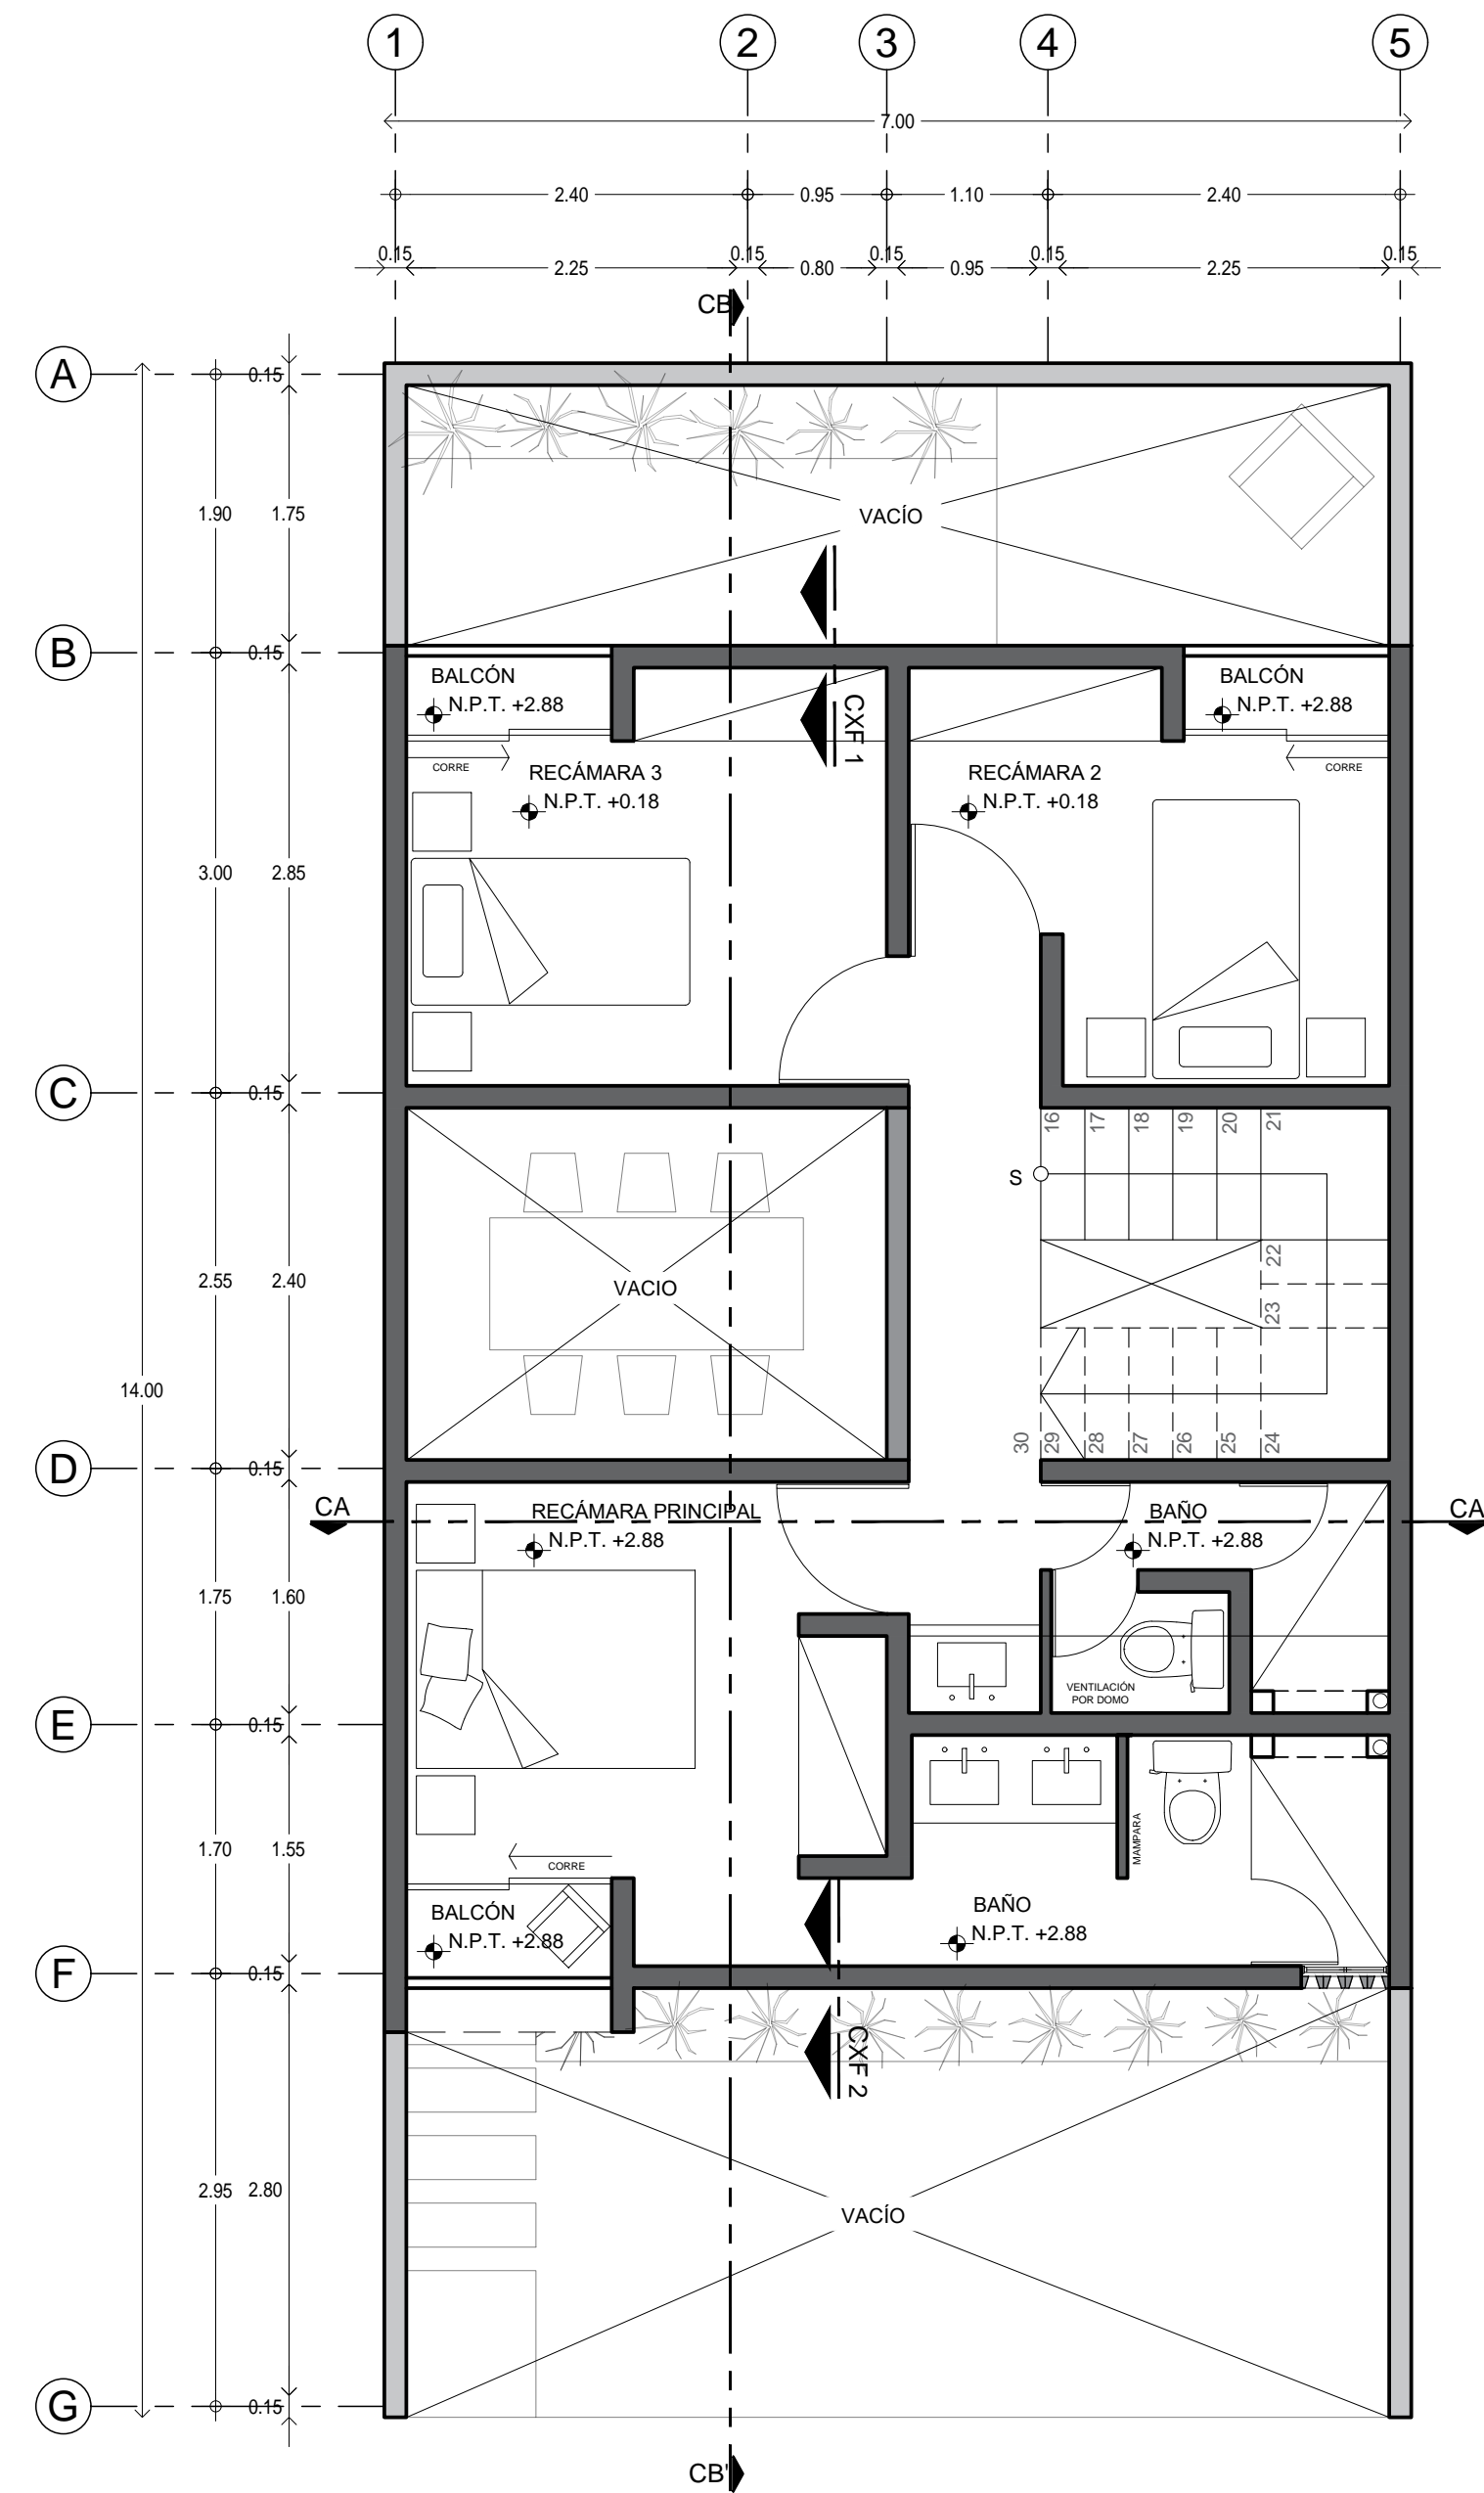 1 2 3 4 5
7.00
2.40 0.95 1.10 2.40
0.15 0.15 0.15 0.15 0.15
2.25 0.80 0.95 2.25
CB
A
0.15
1.90 1.75
VACÍO
B
0.15
BALCÓN
N.P.T. +2.88
BALCÓN
N.P.T. +2.88
CXF 1
CORRE
CORRE
RECÁMARA 3
N.P.T. +0.18
RECÁMARA 2
N.P.T. +0.18
3.00 2.85
C
0.15
16 17 18 19 20 21
S
22
23
VACIO
2.55 2.40
14.00
30 29 28 27 26 25 24
D
0.15
CA
CA
RECÁMARA PRINCIPAL
N.P.T. +2.88
BAÑO
N.P.T. +2.88
1.75 1.60
VENTILACIÓN
POR DOMO
E
0.15
MAMPARA
1.70 1.55
CORRE
BALCÓN
N.P.T. +2.88
BAÑO
N.P.T. +2.88
F
0.15
CXF 2
2.95 2.80
VACÍO
G
0.15
CB'